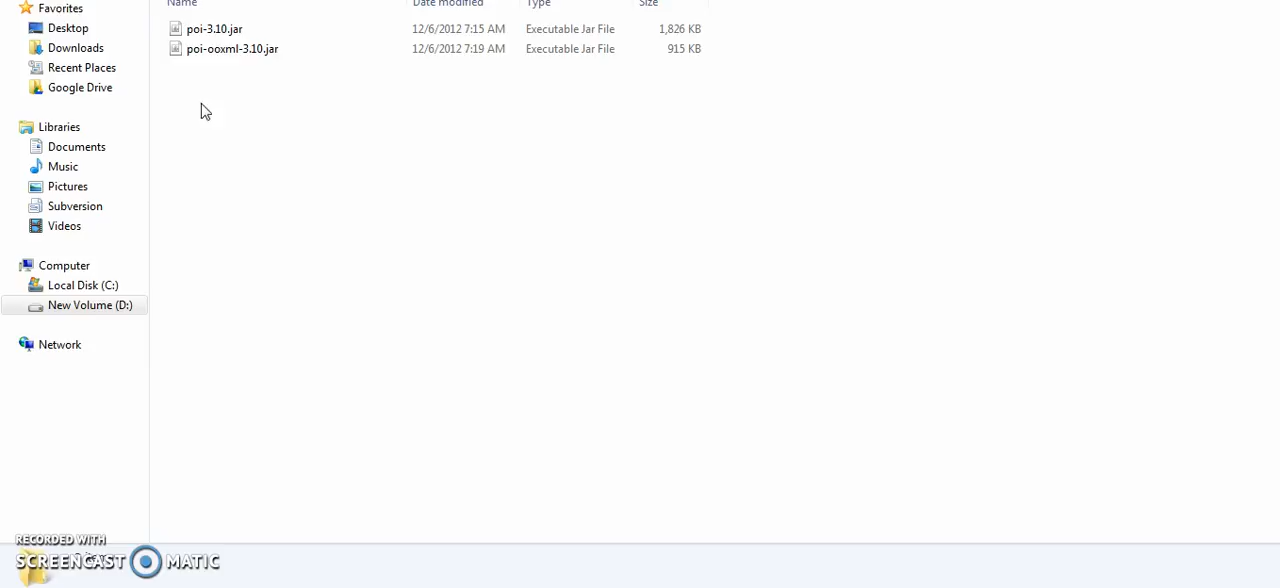 Favorites
Desktop
Downloads
Recent Places
Google Drive
Libraries
Documents
Music
Pictures
Subversion
Videos
Computer
Local Disk (C:)
New Volume (D:)
Network
Name Date modified Type Size
poi-3.10.jar 12/6/2012 7:15 AM Executable Jar File 1,826 KB
poi-ooxml-3.10.jar 12/6/2012 7:19 AM Executable Jar File 915 KB
RECORDED WITH
SCREENCAST MATIC